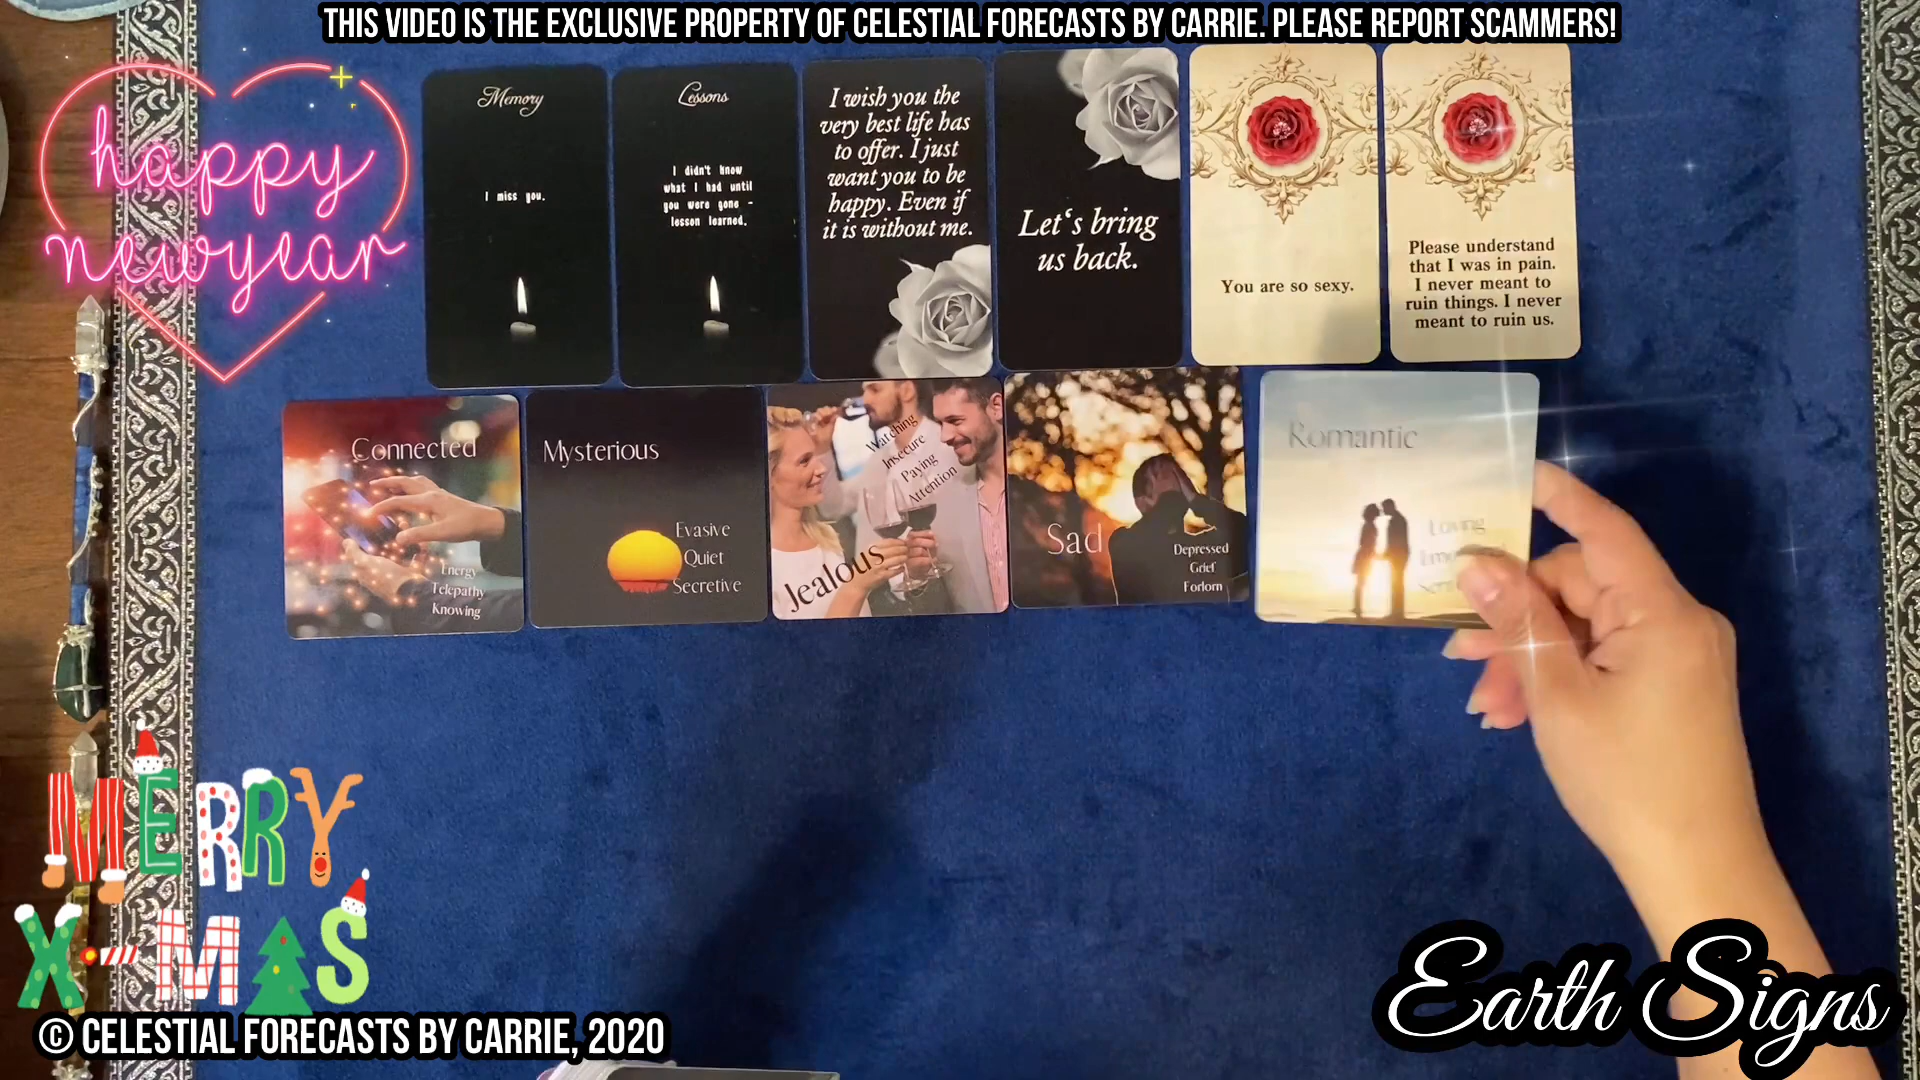 THIS VIDEO IS THE EXCLUSIVE PROPERTY OF CELESTIAL FORECASTS BY CARRIE. PLEASE REPORT SCAMMERS!
happy
newyear
Memory
I miss you.
Lessons
I didn't know
what I had until
you were gone -
lesson learned.
I wish you the
very best life has
to offer. I just
want you to be
happy. Even if
it is without me.
Let's bring
us back.
You are so sexy.
Please understand
that I was in pain.
I never meant to
ruin things. I never
meant to ruin us.
Connected
Energy
Telepathy
Knowing
Mysterious
Evasive
Quiet
Secretive
Watching
Insecure
Paying
Attention
Jealous
Sad
Depressed
Grief
Forlorn
Romantic
Loving
MERRY
X-MAS
Earth Signs
© CELESTIAL FORECASTS BY CARRIE, 2020